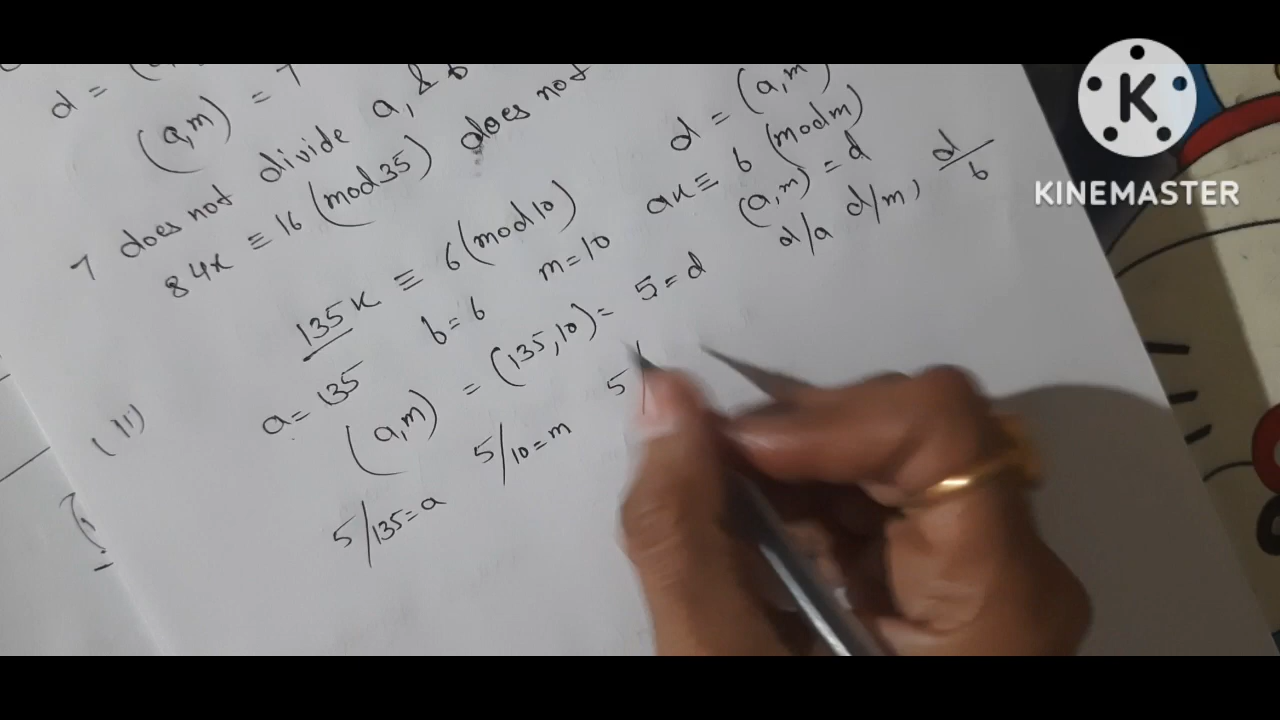 d = (
(a,m) = 7
7 does not divide a, & b
84x ≡ 16 (mod 35) does not
d = (a,m)
ax ≡ b (mod m)
(a,m) = d
d/a d/m, d/b
(11) 135x ≡ 6 (mod 10)
a = 135 b = 6 m = 10
(a,m) = (135,10) = 5 = d
5/135 = a 5/10 = m 5/
K
KINEMASTER